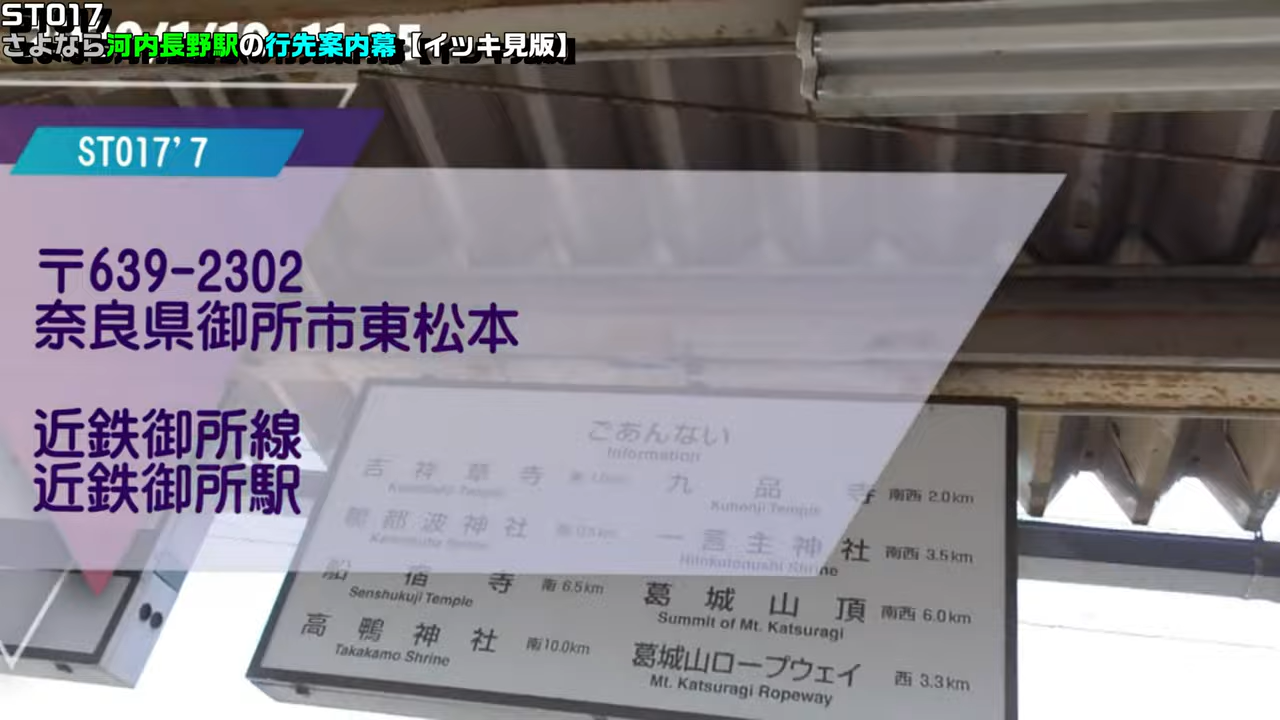 ST017
さよなら河内長野駅の行先案内幕【イツキ見版】
ST017'7
〒639-2302
奈良県御所市東松本
近鉄御所線
近鉄御所駅
ごあんない
Information
吉祥草寺
九品寺 南西 2.0km
Kuhonji Temple
鴨都波神社
一言主神社 南西 3.5km
Hitokotonushi Shrine
船宿寺 南 6.5km
Senshukuji Temple
葛城山頂 南西 6.0km
Summit of Mt. Katsuragi
高鴨神社 南10.0km
Takakamo Shrine
葛城山ロープウェイ 西 3.3km
Mt. Katsuragi Ropeway